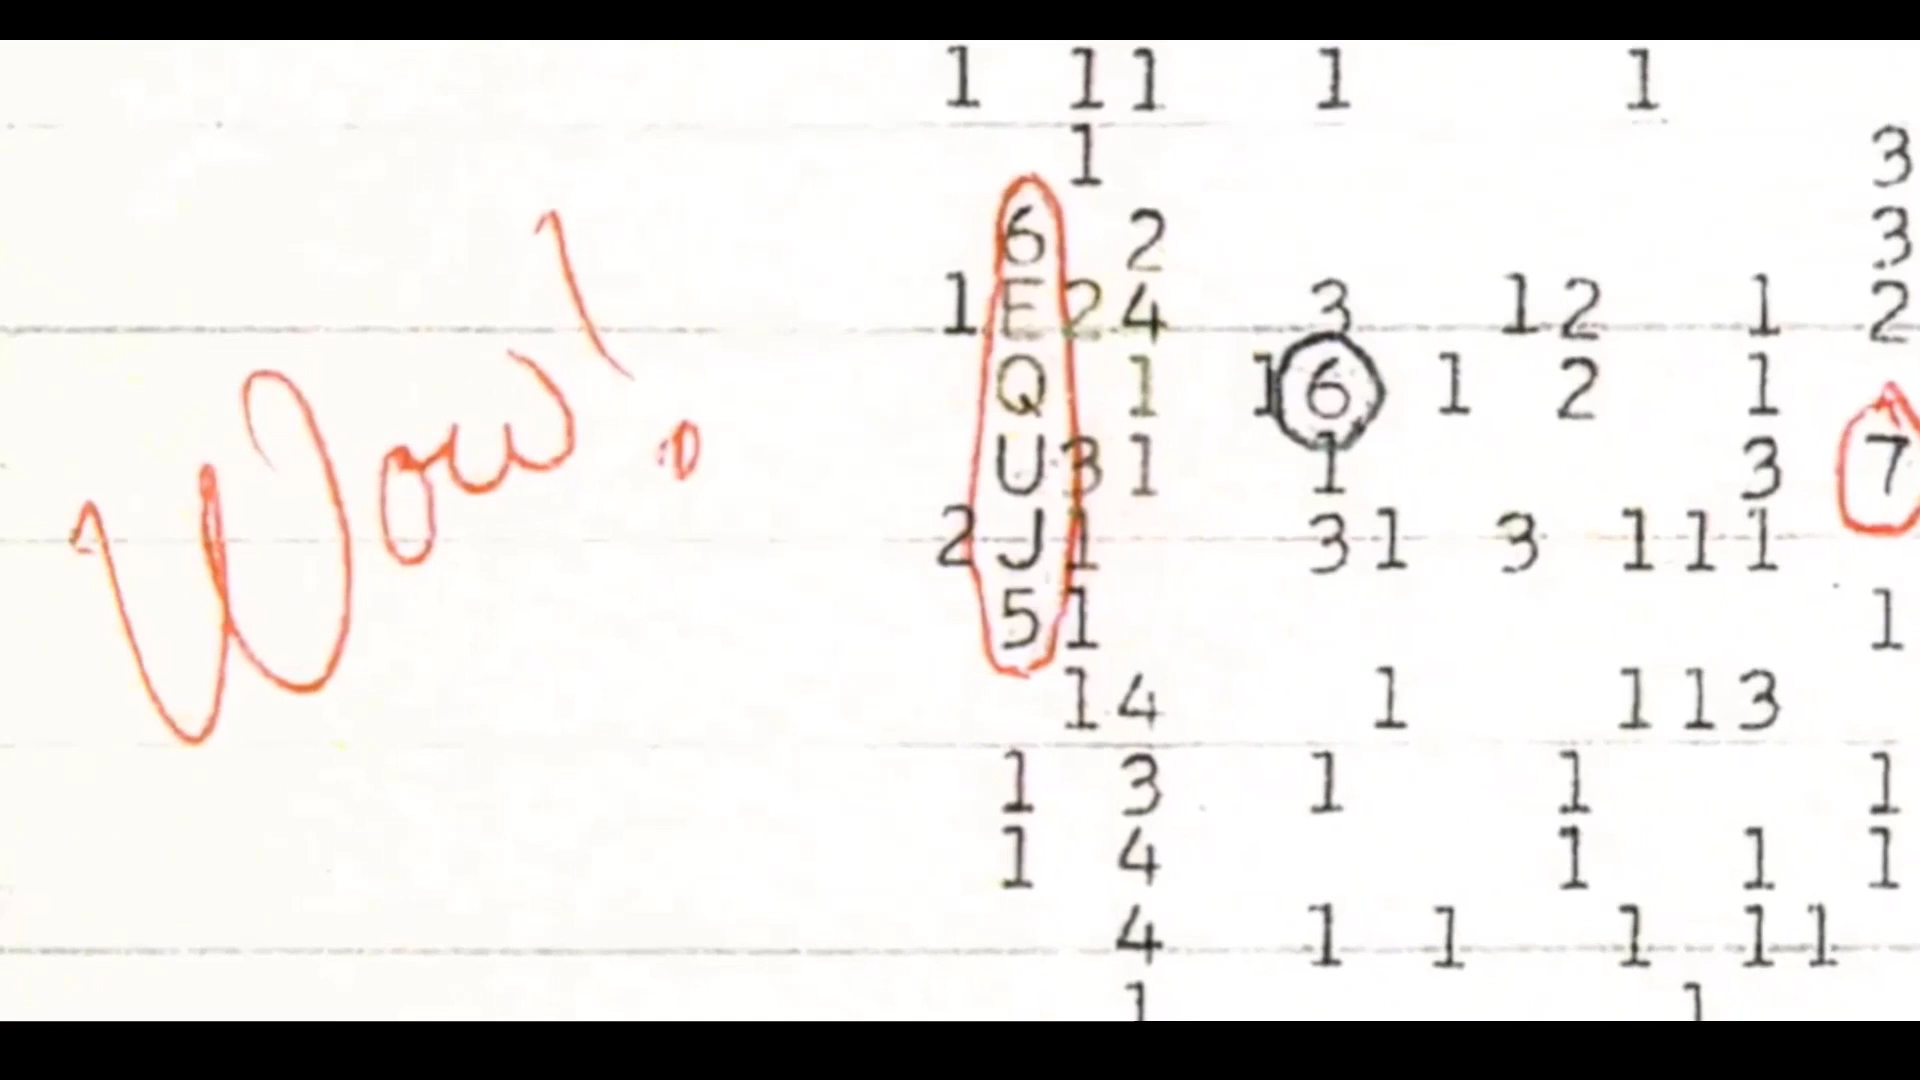 Wow!
1 11 1 1
1 3
6 2 3
1E24 3 12 1 2
Q 1 16 1 2 1
U31 1 3 7
2J1 31 3 111
51 1
14 1 113
1 3 1 1 1
1 4 1 1 1
4 1 1 1 11
1 1